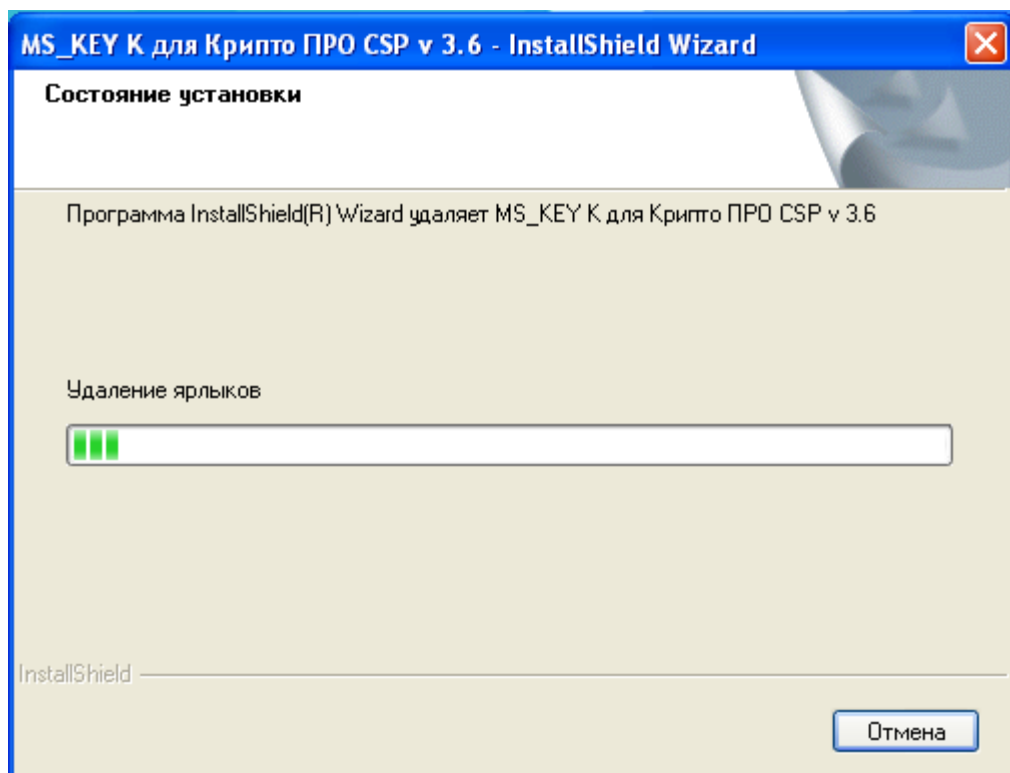 MS_KEY К для Крипто ПРО CSP v 3.6 - InstallShield Wizard
Состояние установки
Программа InstallShield(R) Wizard удаляет MS_KEY К для Крипто ПРО CSP v 3.6
Удаление ярлыков
InstallShield
Отмена